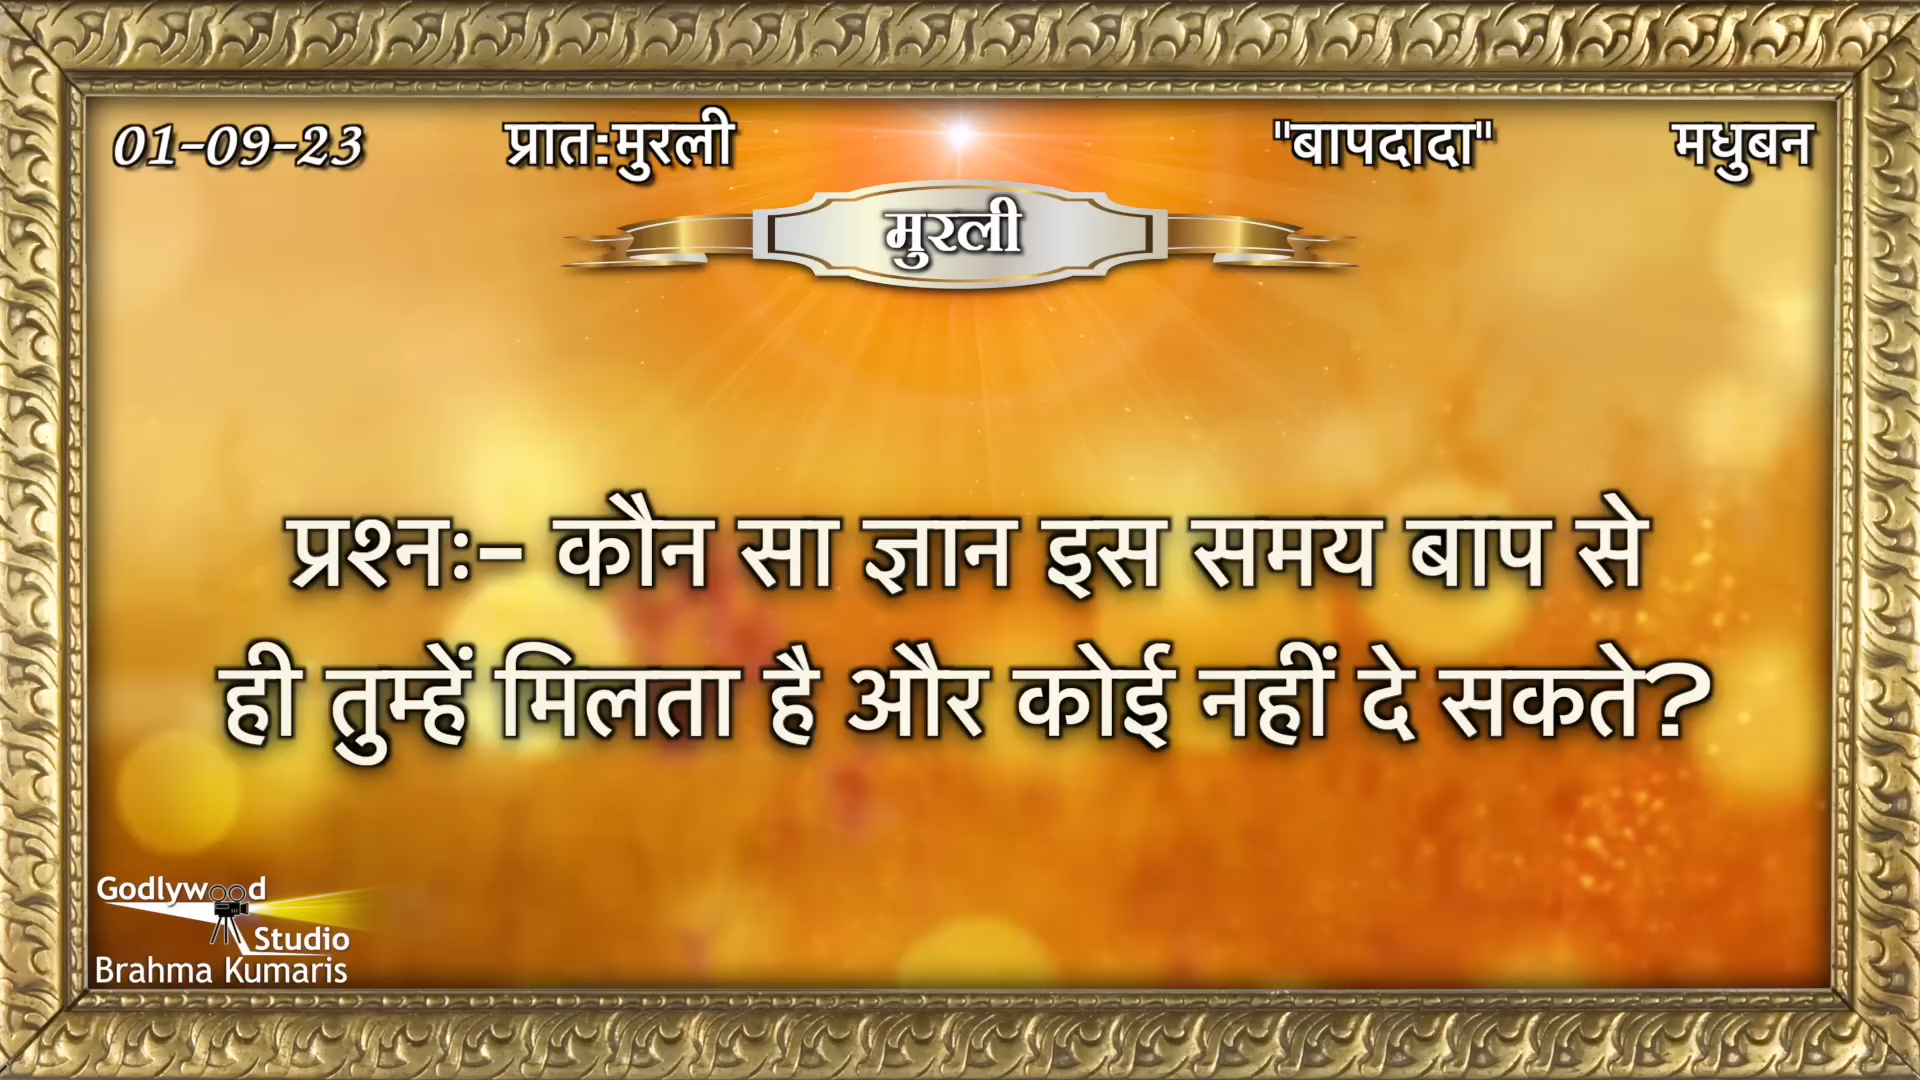 01-09-23 प्रात:मुरली "बापदादा" मधुबन
मुरली
प्रश्नः- कौन सा ज्ञान इस समय बाप से
ही तुम्हें मिलता है और कोई नहीं दे सकते?
Godlywood
Studio
Brahma Kumaris